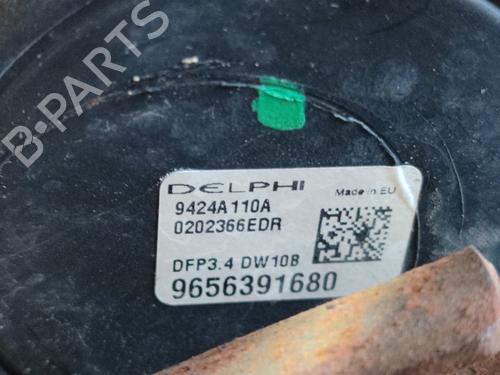 B-PARTS
DELPHI Made in EU
9424A110A
0202366EDR
DFP3.4 DW10B
9656391680